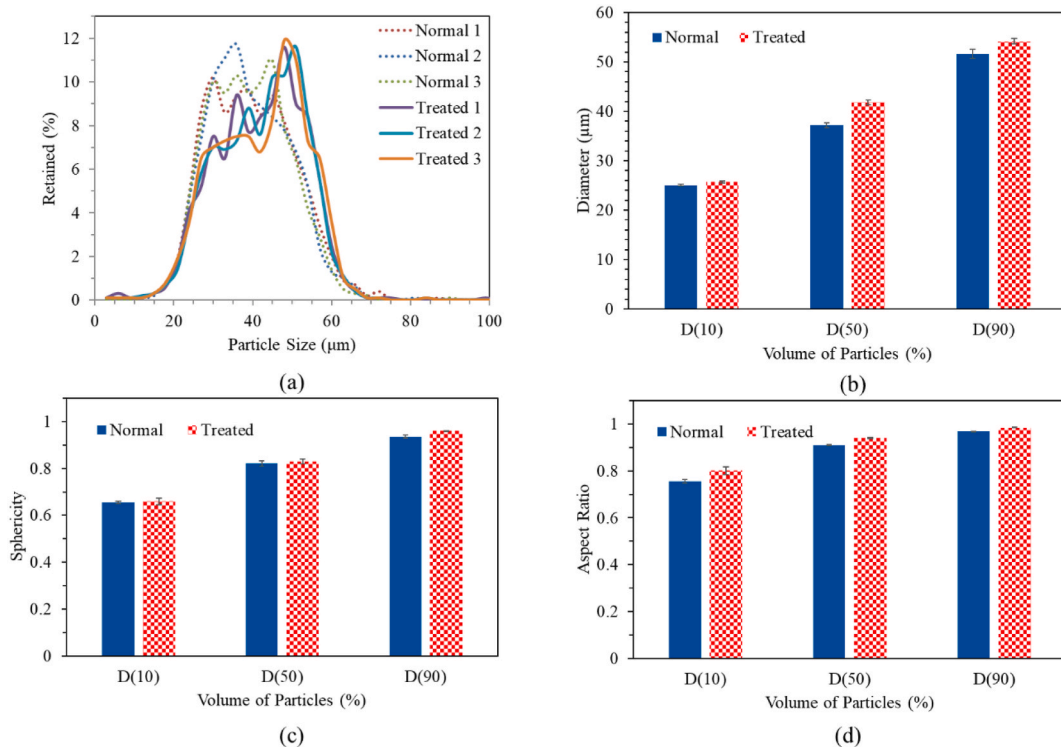 12
10
8
6
4
2
0
Retained (%)
Normal 1
Normal 2
Normal 3
Treated 1
Treated 2
Treated 3
0 20 40 60 80 100
Particle Size (μm)
(a)
60
50
40
30
20
10
0
Diameter (μm)
Normal Treated
D(10) D(50) D(90)
Volume of Particles (%)
(b)
1
0.8
0.6
0.4
0.2
0
Sphericity
Normal Treated
D(10) D(50) D(90)
Volume of Particles (%)
(c)
1
0.8
0.6
0.4
0.2
0
Aspect Ratio
Normal Treated
D(10) D(50) D(90)
Volume of Particles (%)
(d)